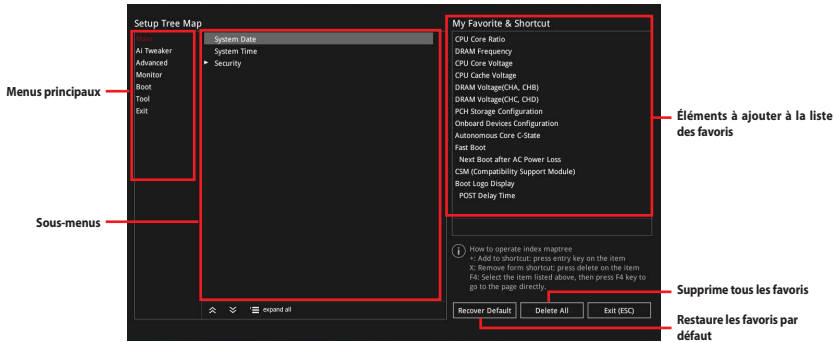 Setup Tree Map
Main
Ai Tweaker
Advanced
Monitor
Boot
Tool
Exit
System Date
System Time
Security
expand all
My Favorite & Shortcut
CPU Core Ratio
DRAM Frequency
CPU Core Voltage
CPU Cache Voltage
DRAM Voltage(CHA, CHB)
DRAM Voltage(CHC, CHD)
PCH Storage Configuration
Onboard Devices Configuration
Autonomous Core C-State
Fast Boot
Next Boot after AC Power Loss
CSM (Compatibility Support Module)
Boot Logo Display
POST Delay Time
How to operate index maptree
+: Add to shortcut: press entry key on the item
X: Remove form shortcut: press delete on the item
F4: Select the item listed above, then press F4 key to
go to the page directly.
Recover Default
Delete All
Exit (ESC)
Menus principaux
Sous-menus
Éléments à ajouter à la liste
des favoris
Supprime tous les favoris
Restaure les favoris par
défaut